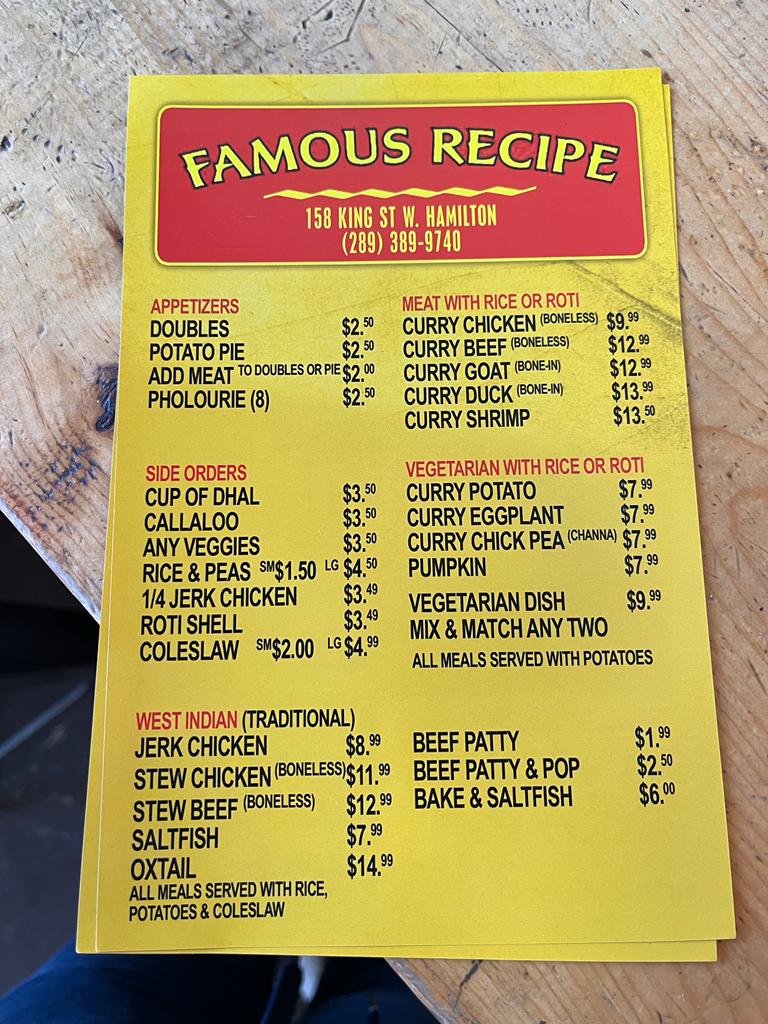 FAMOUS RECIPE
158 KING ST W. HAMILTON
(289) 389-9740
APPETIZERS
DOUBLES $2.50
POTATO PIE $2.50
ADD MEAT TO DOUBLES OR PIE $2.00
PHOLOURIE (8) $2.50
MEAT WITH RICE OR ROTI
CURRY CHICKEN (BONELESS) $9.99
CURRY BEEF (BONELESS) $12.99
CURRY GOAT (BONE-IN) $12.99
CURRY DUCK (BONE-IN) $13.99
CURRY SHRIMP $13.50
SIDE ORDERS
CUP OF DHAL $3.50
CALLALOO $3.50
ANY VEGGIES $3.50
RICE & PEAS SM$1.50 LG $4.50
1/4 JERK CHICKEN $3.49
ROTI SHELL $3.49
COLESLAW SM$2.00 LG$4.99
VEGETARIAN WITH RICE OR ROTI
CURRY POTATO $7.99
CURRY EGGPLANT $7.99
CURRY CHICK PEA (CHANNA) $7.99
PUMPKIN $7.99
VEGETARIAN DISH $9.99
MIX & MATCH ANY TWO
ALL MEALS SERVED WITH POTATOES
WEST INDIAN (TRADITIONAL)
JERK CHICKEN $8.99
STEW CHICKEN (BONELESS) $11.99
STEW BEEF (BONELESS) $12.99
SALTFISH $7.99
OXTAIL $14.99
ALL MEALS SERVED WITH RICE,
POTATOES & COLESLAW
BEEF PATTY $1.99
BEEF PATTY & POP $2.50
BAKE & SALTFISH $6.00